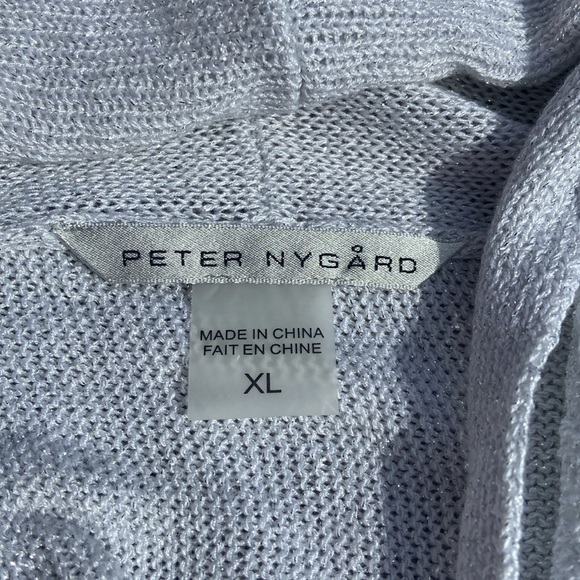 PETER NYGÅRD
MADE IN CHINA
FAIT EN CHINE
XL